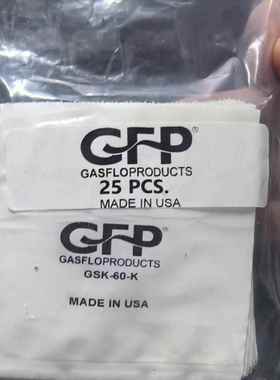 GFP®
GASFLOPRODUCTS
25 PCS.
MADE IN USA
GFP®
GASFLOPRODUCTS
GSK-60-K
MADE IN USA